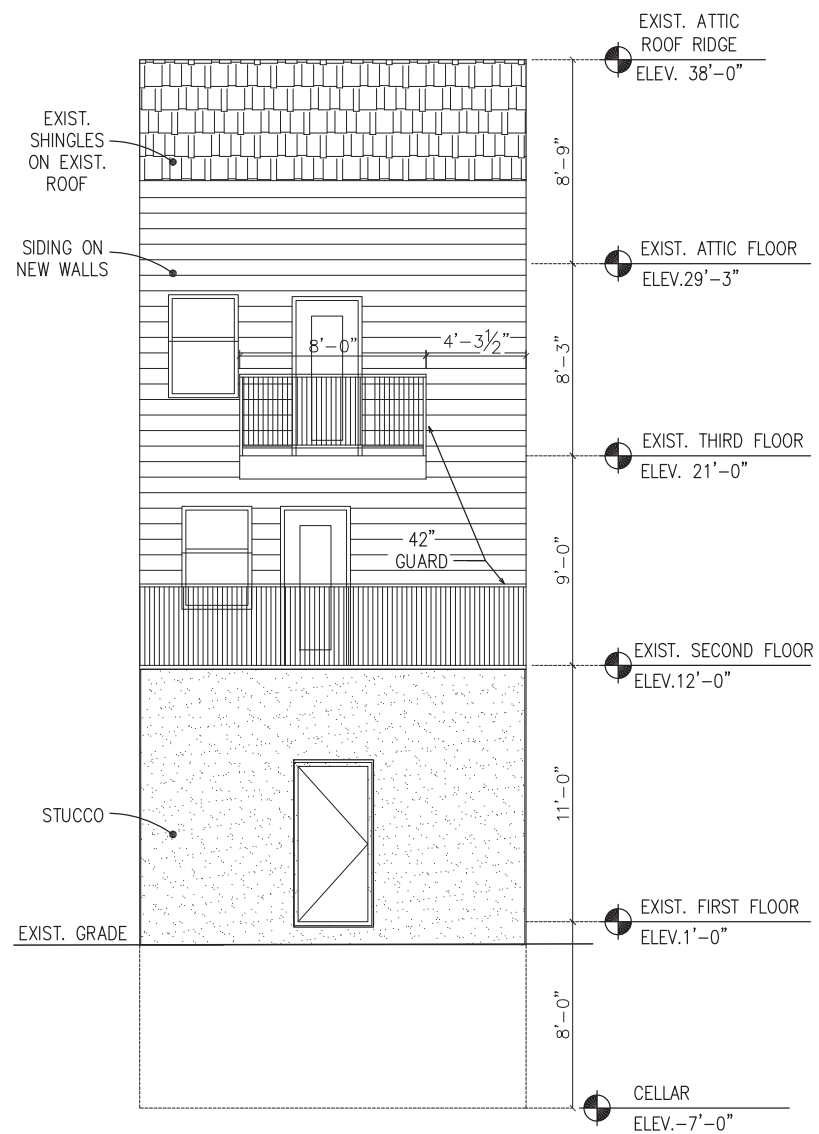 EXIST. ATTIC
ROOF RIDGE
ELEV. 38'-0"
EXIST.
SHINGLES
ON EXIST.
ROOF
8'-9"
SIDING ON
NEW WALLS
EXIST. ATTIC FLOOR
ELEV.29'-3"
8'-0"
4'-3½"
8'-3"
EXIST. THIRD FLOOR
ELEV. 21'-0"
42"
GUARD
9'-0"
EXIST. SECOND FLOOR
ELEV.12'-0"
STUCCO
11'-0"
EXIST. FIRST FLOOR
ELEV.1'-0"
EXIST. GRADE
8'-0"
CELLAR
ELEV.-7'-0"